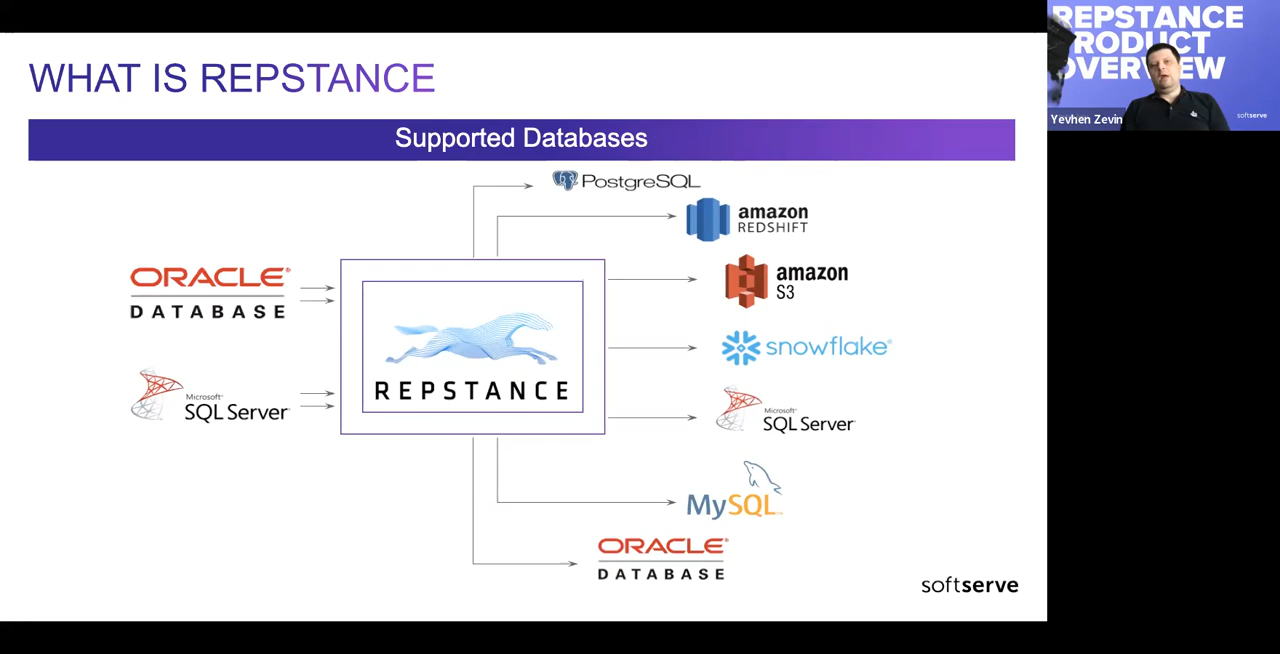 WHAT IS REPSTANCE
Supported Databases
PostgreSQL
amazon
REDSHIFT
ORACLE®
DATABASE
amazon
S3
snowflake®
REPSTANCE
Microsoft®
SQL Server
Microsoft®
SQL Server
MySQL
ORACLE®
DATABASE
softserve
REPSTANCE
PRODUCT
OVERVIEW
Yevhen Zevin
softserve